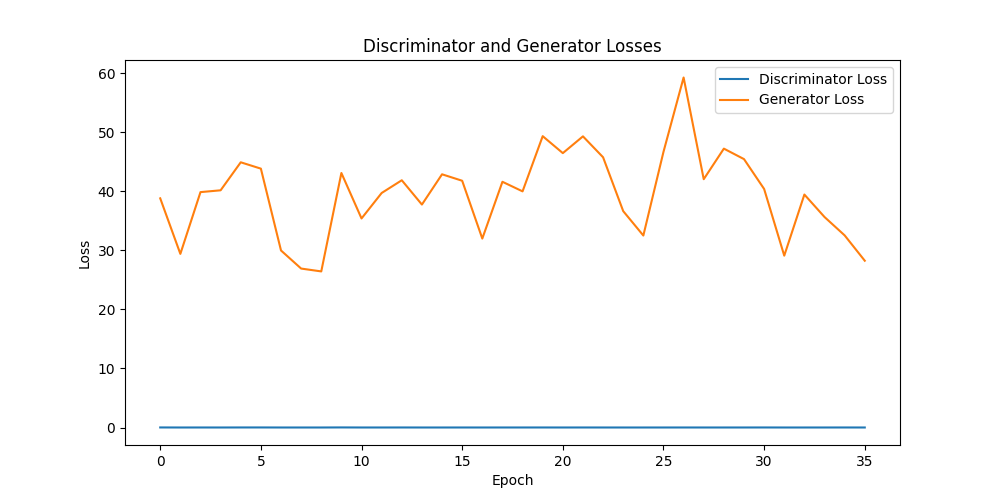 Discriminator and Generator Losses
Discriminator Loss
Generator Loss
60
50
40
30
20
10
0
Loss
0 5 10 15 20 25 30 35
Epoch